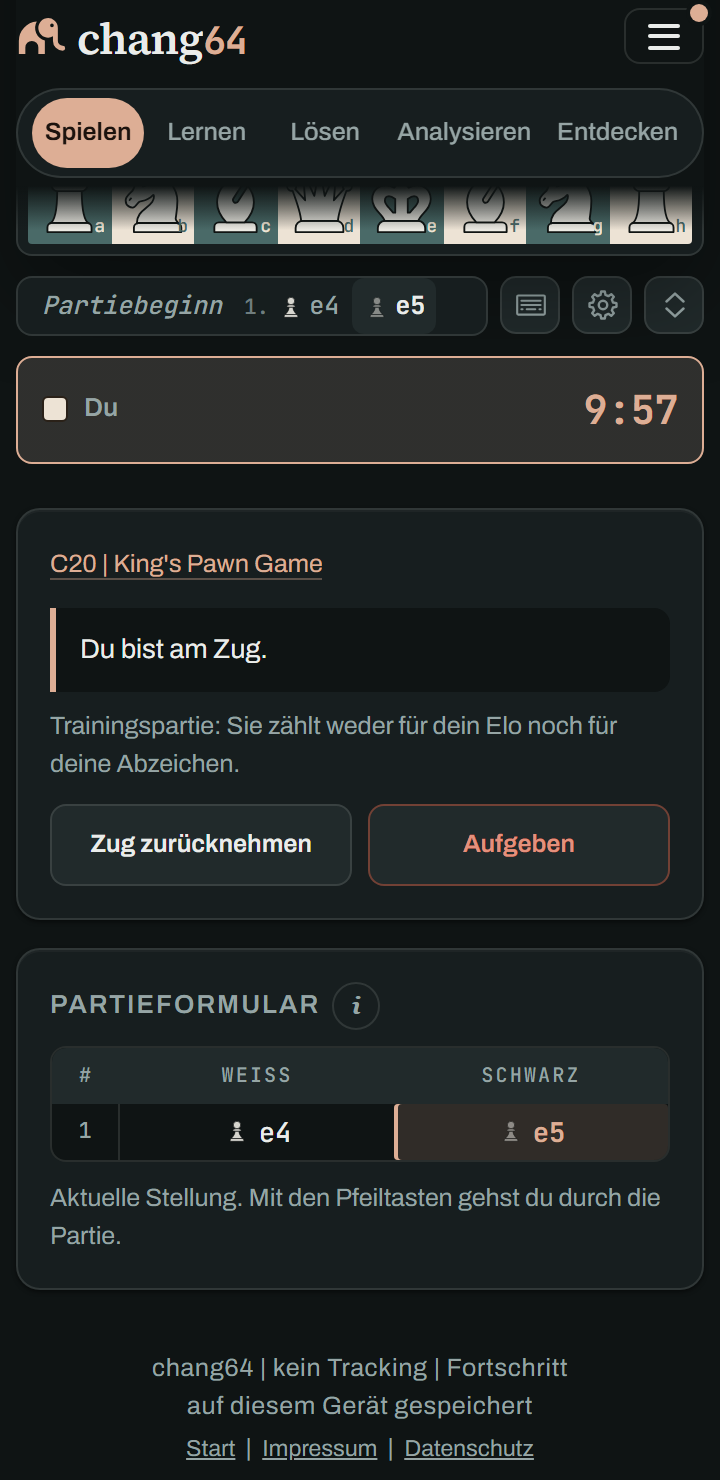 chang64
Spielen Lernen Lösen Analysieren Entdecken
a b c d e f g h
Partiebeginn 1. e4 e5
Du 9:57
C20 | King's Pawn Game
Du bist am Zug.
Trainingspartie: Sie zählt weder für dein Elo noch für
deine Abzeichen.
Zug zurücknehmen Aufgeben
PARTIEFORMULAR i
# WEISS SCHWARZ
1 e4 e5
Aktuelle Stellung. Mit den Pfeiltasten gehst du durch die
Partie.
chang64 | kein Tracking | Fortschritt
auf diesem Gerät gespeichert
Start | Impressum | Datenschutz